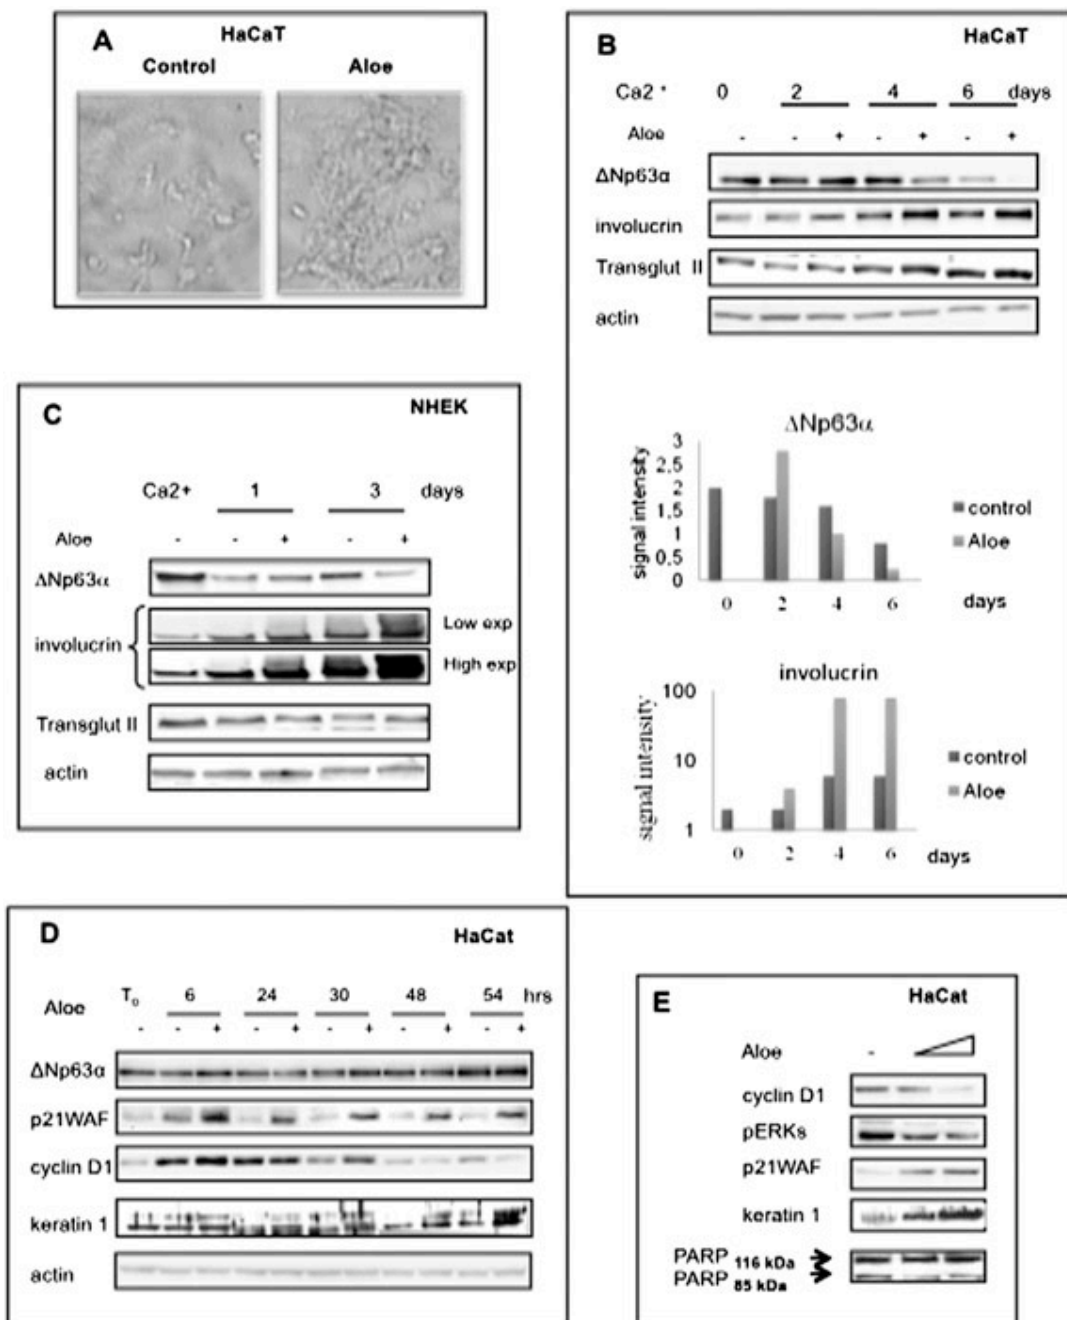 A
HaCaT
Control Aloe
B
HaCaT
Ca2 + 0 2 4 6 days
Aloe - - + - + - +
ΔNp63α
involucrin
Transglut II
actin
ΔNp63α
signal intensity
3
2.5
2
1.5
1
0.5
0
control
Aloe
0 2 4 6 days
involucrin
signal intensity
100
10
1
control
Aloe
0 2 4 6 days
C
NHEK
Ca2+ 1 3 days
Aloe - - + - +
ΔNp63α
involucrin
Low exp
High exp
Transglut II
actin
D
HaCat
Aloe To 6 24 30 48 54 hrs
- - + - + - + - + - +
ΔNp63α
p21WAF
cyclin D1
keratin 1
actin
E
HaCat
Aloe -
cyclin D1
pERKs
p21WAF
keratin 1
PARP 116 kDa
PARP 85 kDa